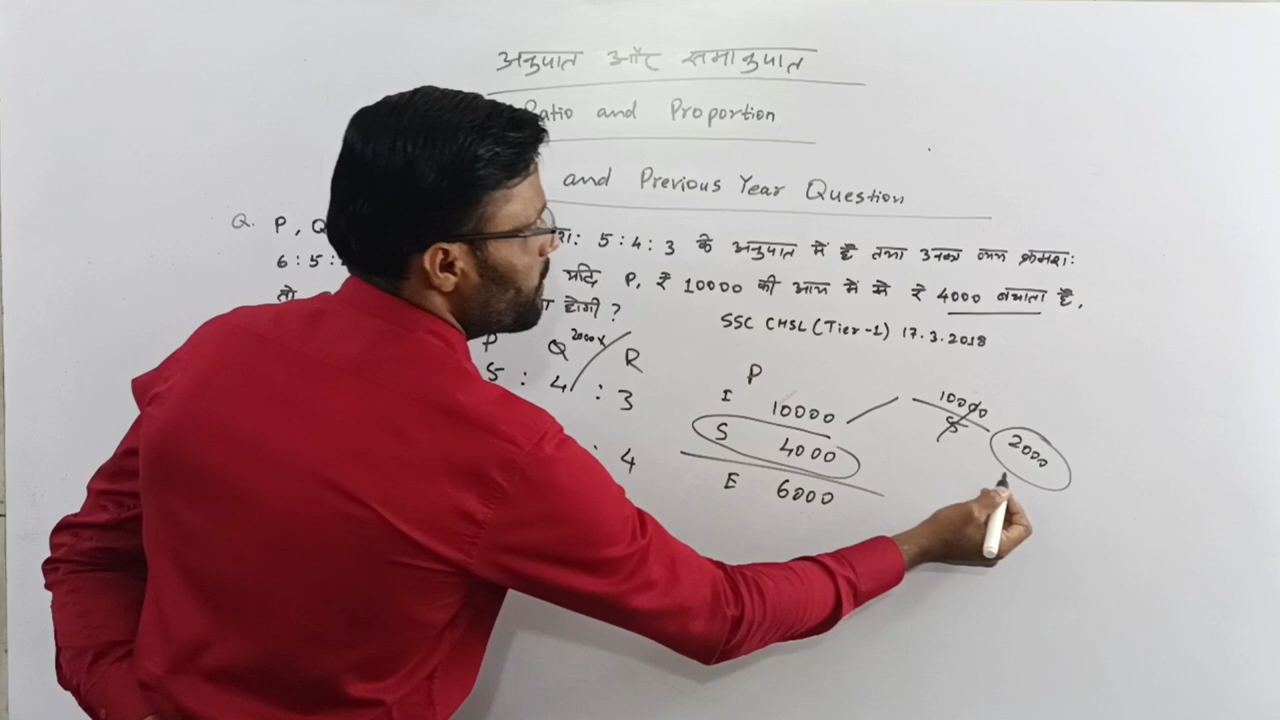 अनुपात और समानुपात
Ratio and Proportion
and Previous Year Question
Q. P, Q : 5 : 4 : 3 के अनुपात में है तथा उनका व्यय क्रमश:
6 : 5 : यदि P, ₹ 10000 की आय में से ₹ 4000 बचाता है,
तो होगी ?
SSC CHSL (Tier-1) 17.3.2018
P Q 2000x R
5 : 4 : 3
: 4
P
I 10000
S 4000
E 6000
10000
5
2000